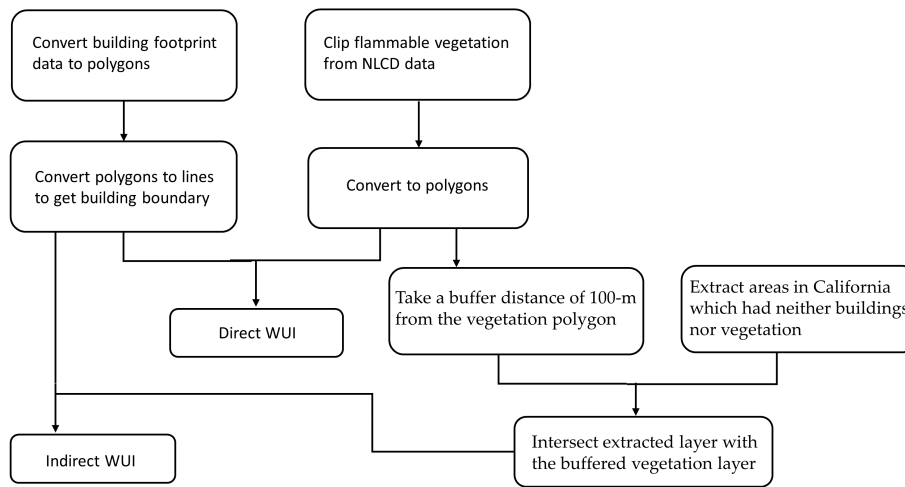 Convert building footprint
data to polygons
Clip flammable vegetation
from NLCD data
Convert polygons to lines
to get building boundary
Convert to polygons
Take a buffer distance of 100-m
from the vegetation polygon
Extract areas in California
which had neither buildings
nor vegetation
Direct WUI
Indirect WUI
Intersect extracted layer with
the buffered vegetation layer